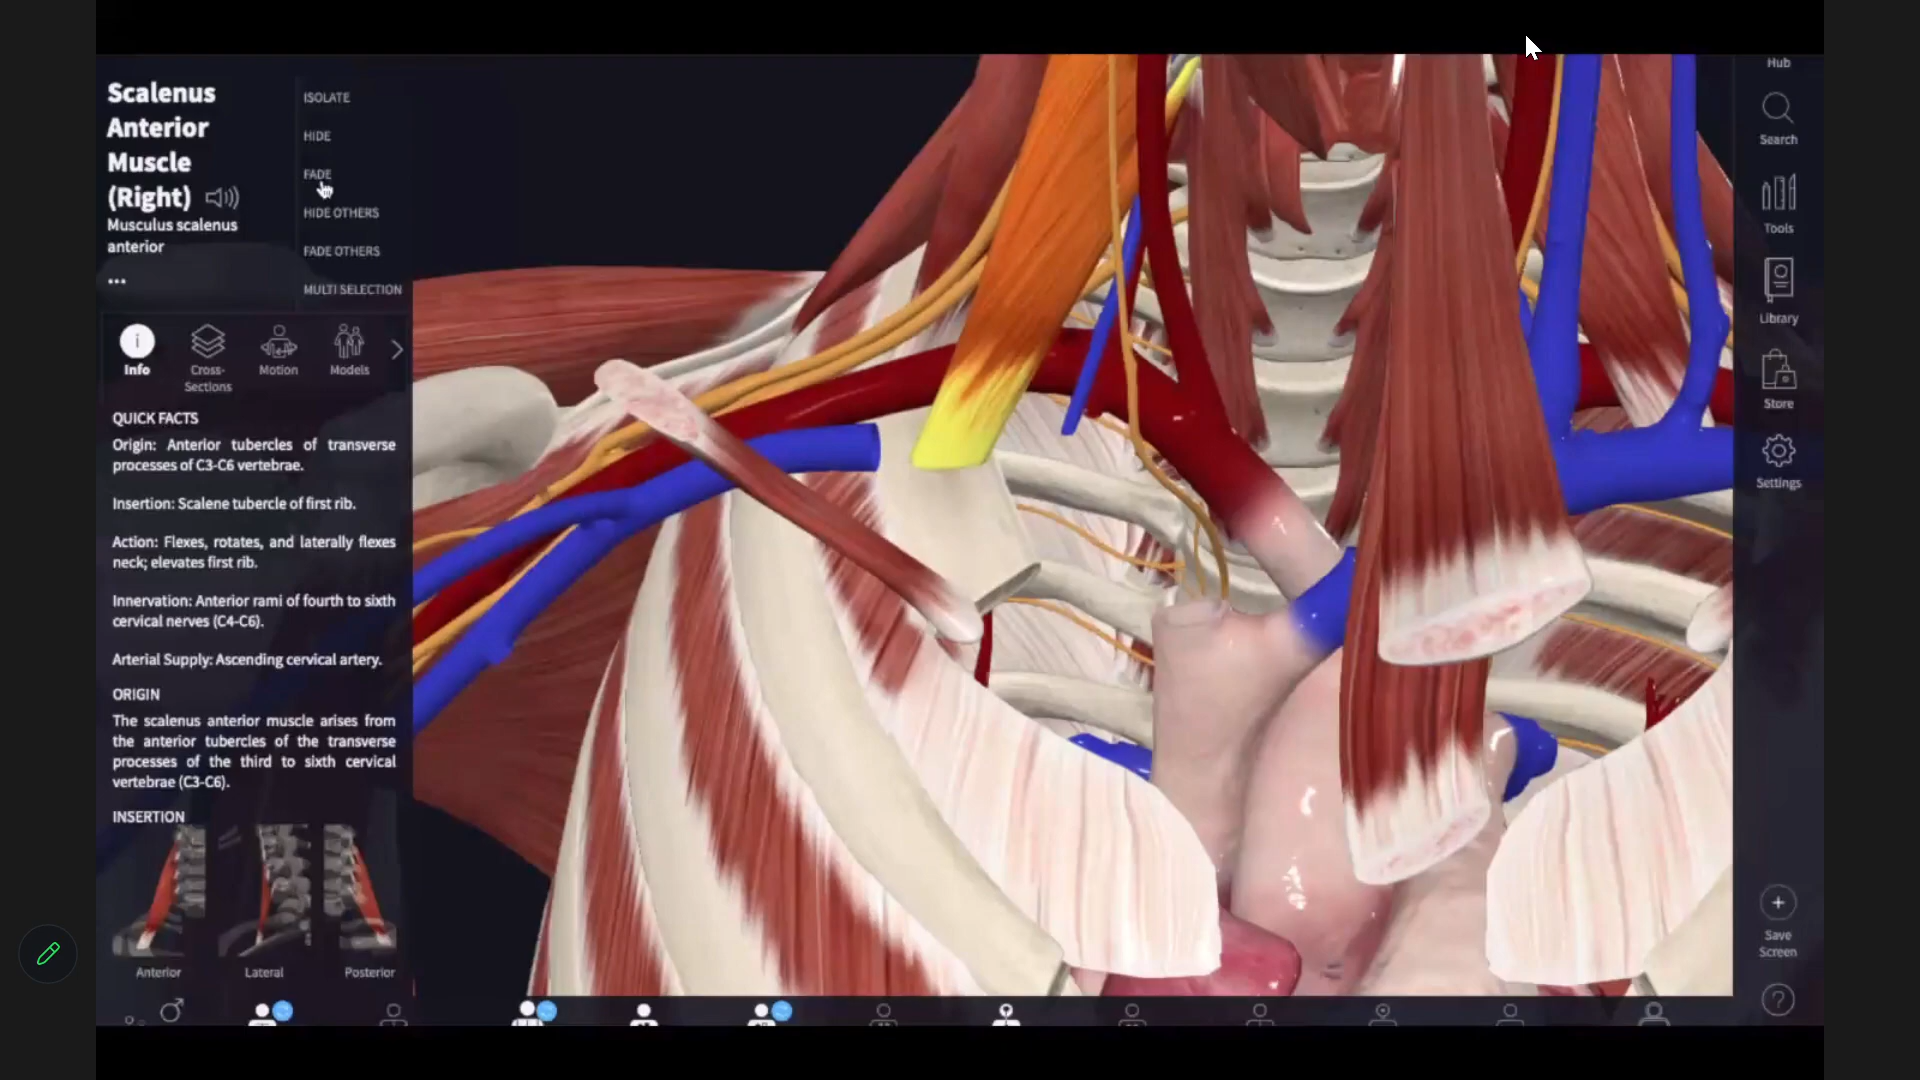 Scalenus
Anterior
Muscle
(Right)
Musculus scalenus
anterior
...
ISOLATE
HIDE
FADE
HIDE OTHERS
FADE OTHERS
MULTI SELECTION
Info
Cross-
Sections
Motion
Models
QUICK FACTS
Origin: Anterior tubercles of transverse
processes of C3-C6 vertebrae.
Insertion: Scalene tubercle of first rib.
Action: Flexes, rotates, and laterally flexes
neck; elevates first rib.
Innervation: Anterior rami of fourth to sixth
cervical nerves (C4-C6).
Arterial Supply: Ascending cervical artery.
ORIGIN
The scalenus anterior muscle arises from
the anterior tubercles of the transverse
processes of the third to sixth cervical
vertebrae (C3-C6).
INSERTION
Anterior
Lateral
Posterior
Hub
Search
Tools
Library
Store
Settings
Save
Screen